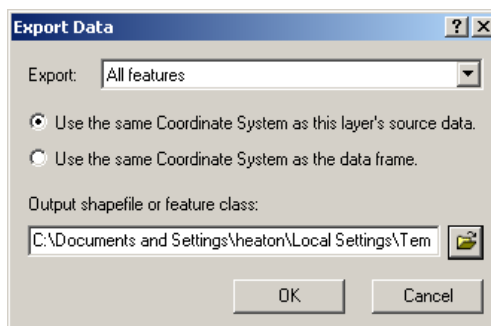 Export Data
Export: All features
Use the same Coordinate System as this layer's source data.
Use the same Coordinate System as the data frame.
Output shapefile or feature class:
C:\Documents and Settings\heaton\Local Settings\Tem
OK Cancel